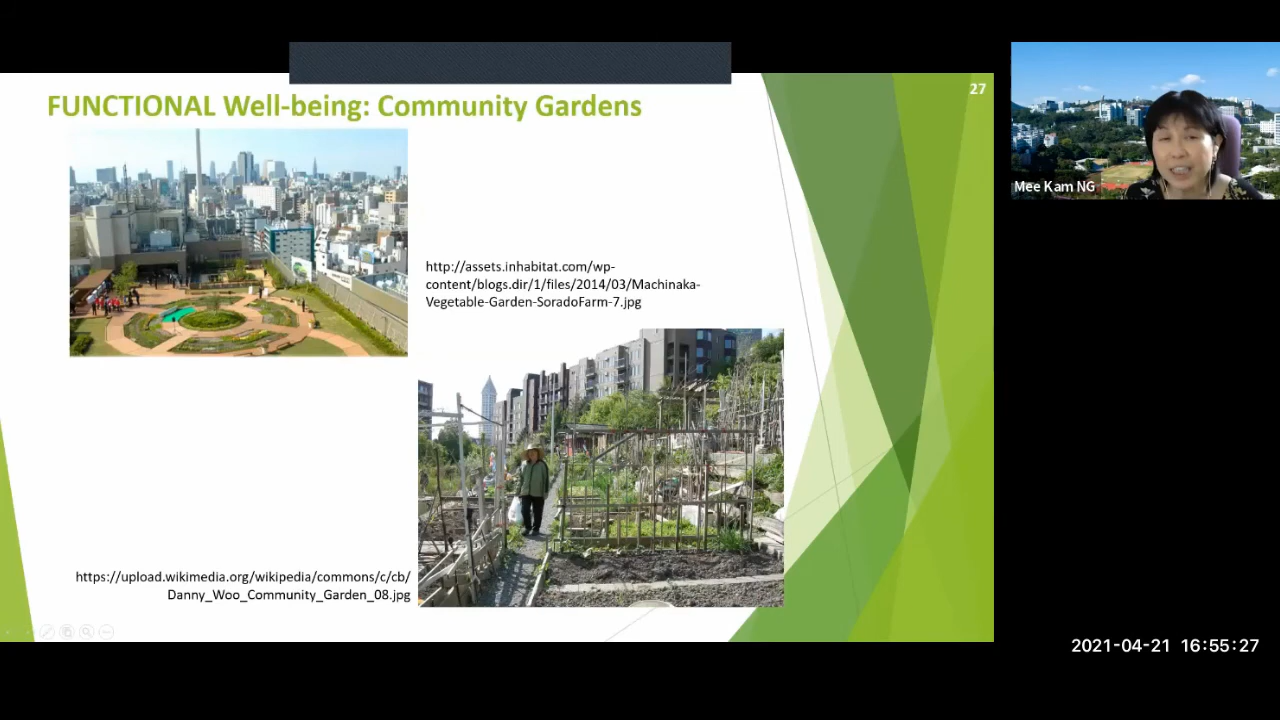 FUNCTIONAL Well-being: Community Gardens
27
http://assets.inhabitat.com/wp-
content/blogs.dir/1/files/2014/03/Machinaka-
Vegetable-Garden-SoradoFarm-7.jpg
https://upload.wikimedia.org/wikipedia/commons/c/cb/
Danny_Woo_Community_Garden_08.jpg
Mee Kam NG
2021-04-21 16:55:27